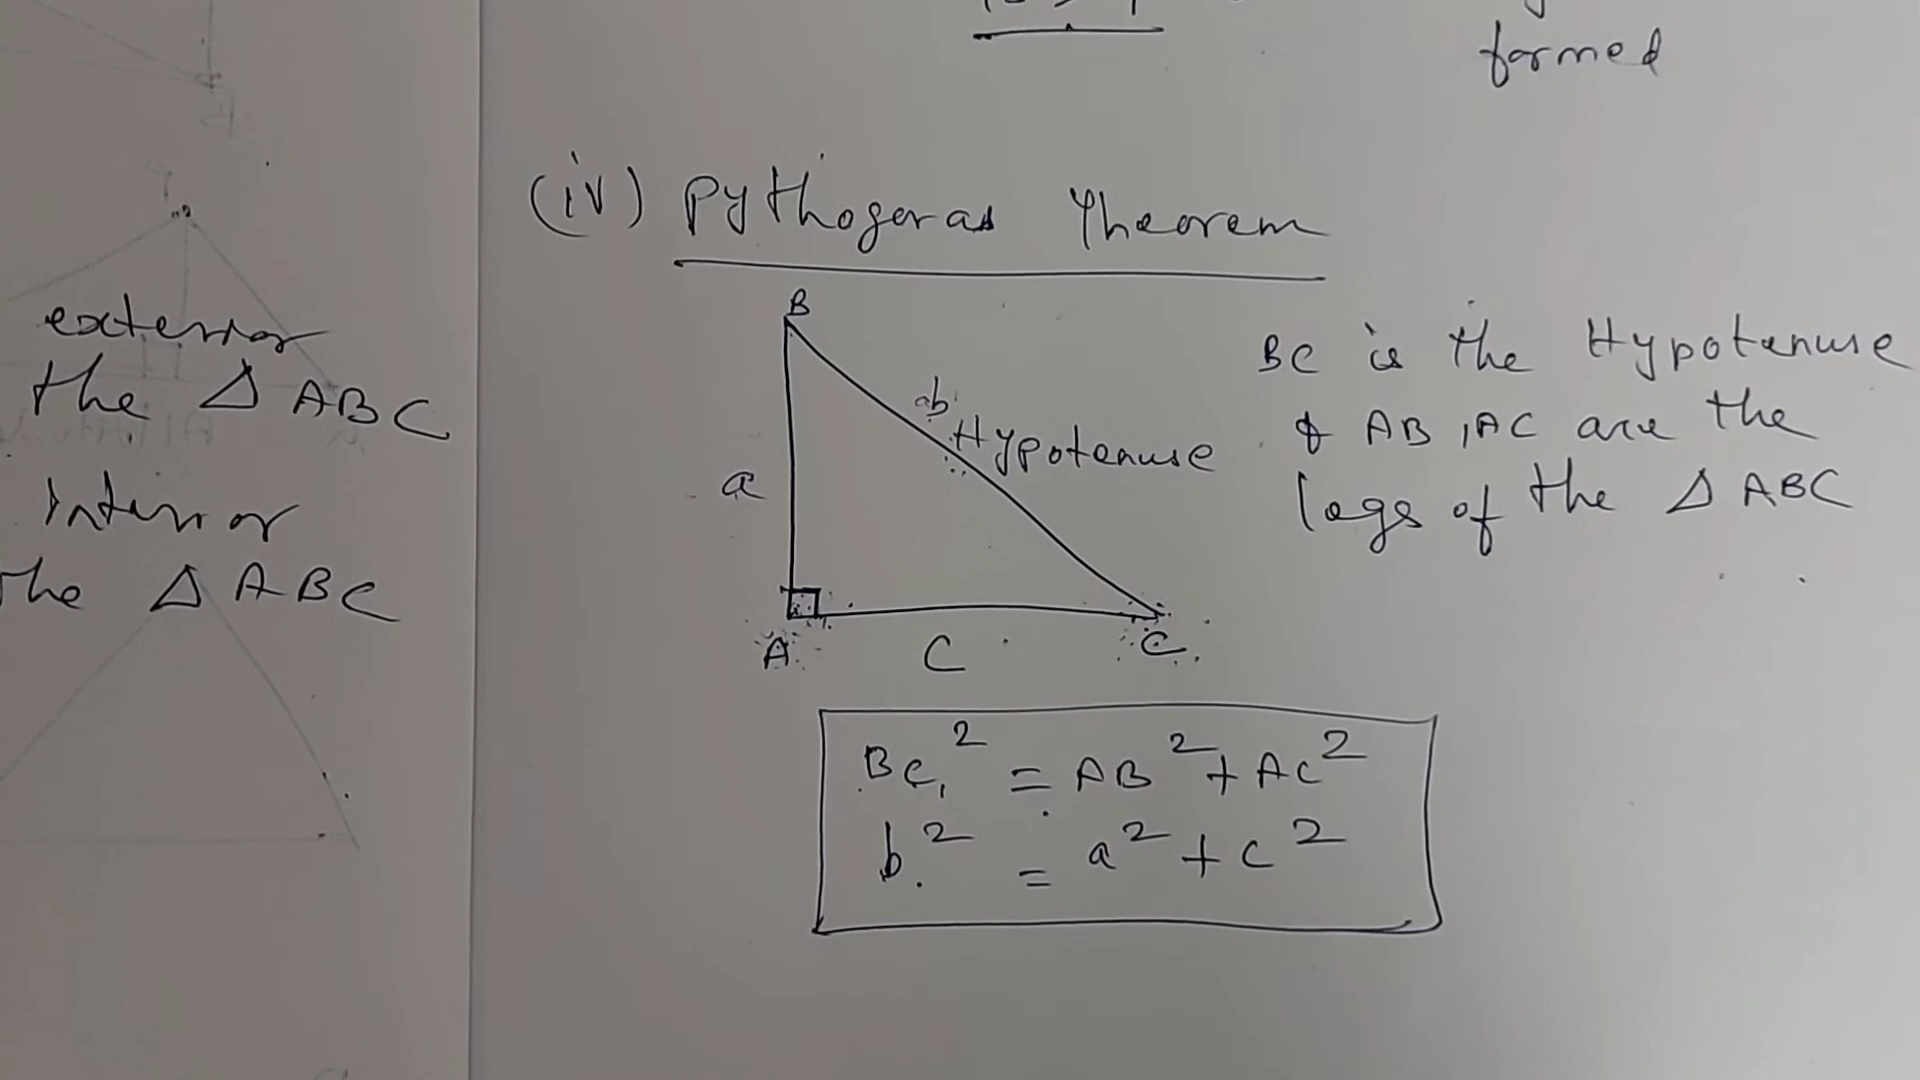 formed
(iv) Pythogoras Theorem
exterior
the Δ ABC
Interior
the Δ ABC
B
a
b
Hypotenuse
A
C
C
BC is the Hypotenuse
& AB, AC are the
legs of the Δ ABC
BC² = AB² + AC²
b² = a² + c²